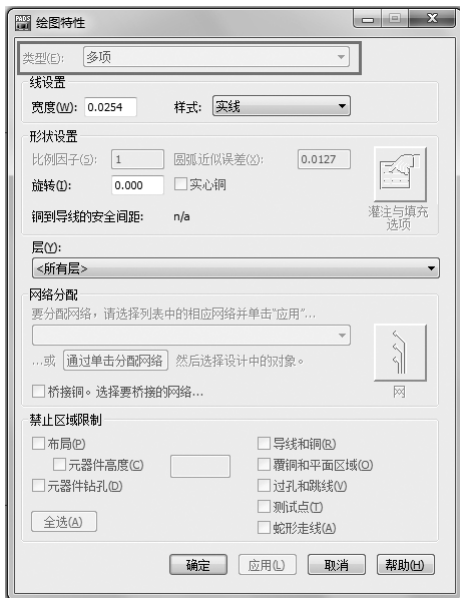 PADS 绘图特性
类型(E): 多项
线设置
宽度(W): 0.0254 样式: 实线
形状设置
比例因子(S): 1 圆弧近似误差(X): 0.0127
旋转(I): 0.000 实心铜
铜到导线的安全间距: n/a
灌注与填充
选项
层(Y):
<所有层>
网络分配
要分配网络，请选择列表中的相应网络并单击"应用"...
...或 通过单击分配网络 然后选择设计中的对象。
桥接铜。选择要桥接的网络...
网
禁止区域限制
布局(P) 导线和铜(R)
元器件高度(C) 覆铜和平面区域(O)
元器件钻孔(D) 过孔和跳线(V)
测试点(T)
全选(A) 蛇形走线(A)
确定 应用(L) 取消 帮助(H)